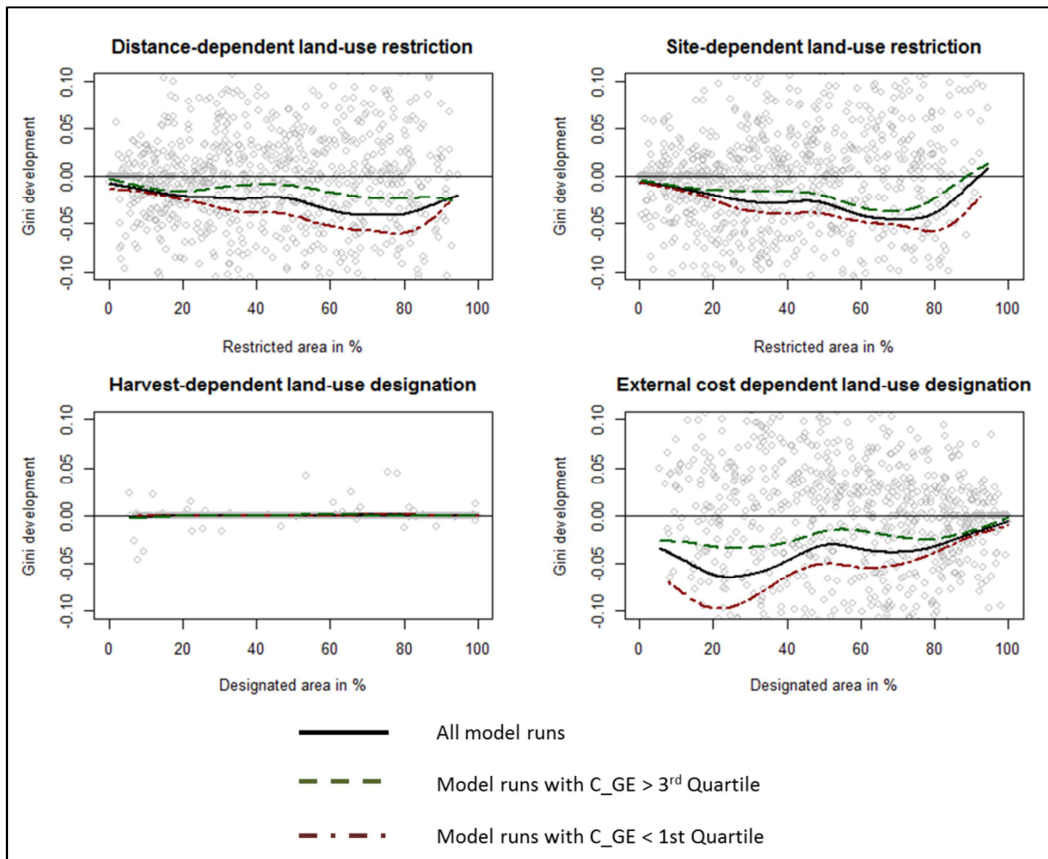 Distance-dependent land-use restriction
Gini development
0.10
0.05
0.00
-0.05
-0.10
0 20 40 60 80 100
Restricted area in %
Site-dependent land-use restriction
Gini development
0.10
0.05
0.00
-0.05
-0.10
0 20 40 60 80 100
Restricted area in %
Harvest-dependent land-use designation
Gini development
0.10
0.05
0.00
-0.05
-0.10
0 20 40 60 80 100
Designated area in %
External cost dependent land-use designation
Gini development
0.10
0.05
0.00
-0.05
-0.10
0 20 40 60 80 100
Designated area in %
All model runs
Model runs with C_GE > 3rd Quartile
Model runs with C_GE < 1st Quartile